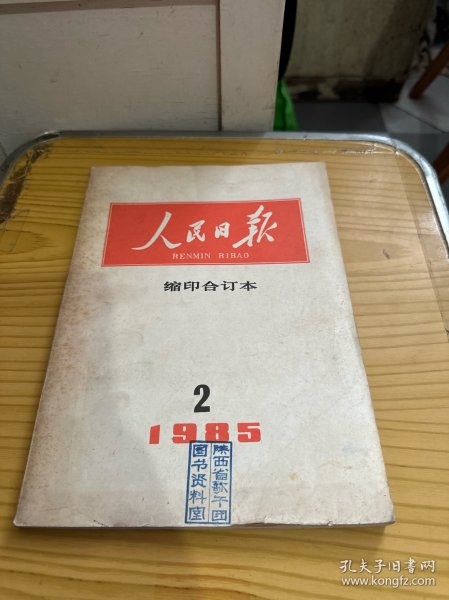 人民日报
RENMIN RIBAO
缩印合订本
2
1985
陕西省歌午团
图书资料室
孔夫子旧书网
www.kongfz.com